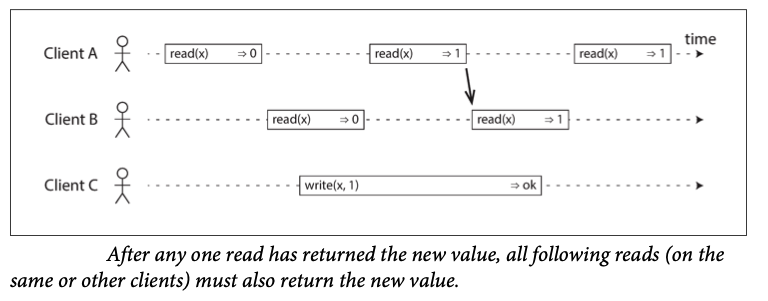 time
Client A read(x) ⇒ 0 read(x) ⇒ 1 read(x) ⇒ 1
Client B read(x) ⇒ 0 read(x) ⇒ 1
Client C write(x, 1) ⇒ ok
After any one read has returned the new value, all following reads (on the
same or other clients) must also return the new value.